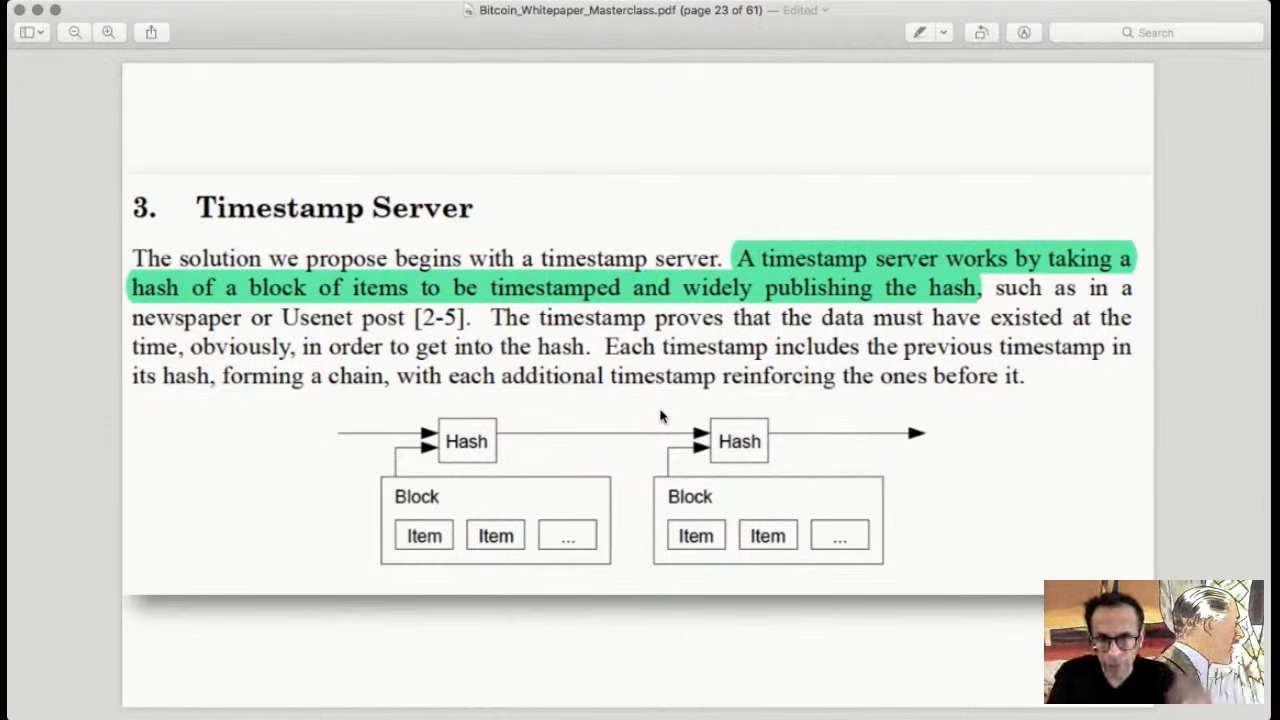 Bitcoin_Whitepaper_Masterclass.pdf (page 23 of 61) — Edited
Search
3. Timestamp Server
The solution we propose begins with a timestamp server. A timestamp server works by taking a
hash of a block of items to be timestamped and widely publishing the hash, such as in a
newspaper or Usenet post [2-5]. The timestamp proves that the data must have existed at the
time, obviously, in order to get into the hash. Each timestamp includes the previous timestamp in
its hash, forming a chain, with each additional timestamp reinforcing the ones before it.
Hash
Hash
Block
Block
Item Item ...
Item Item ...